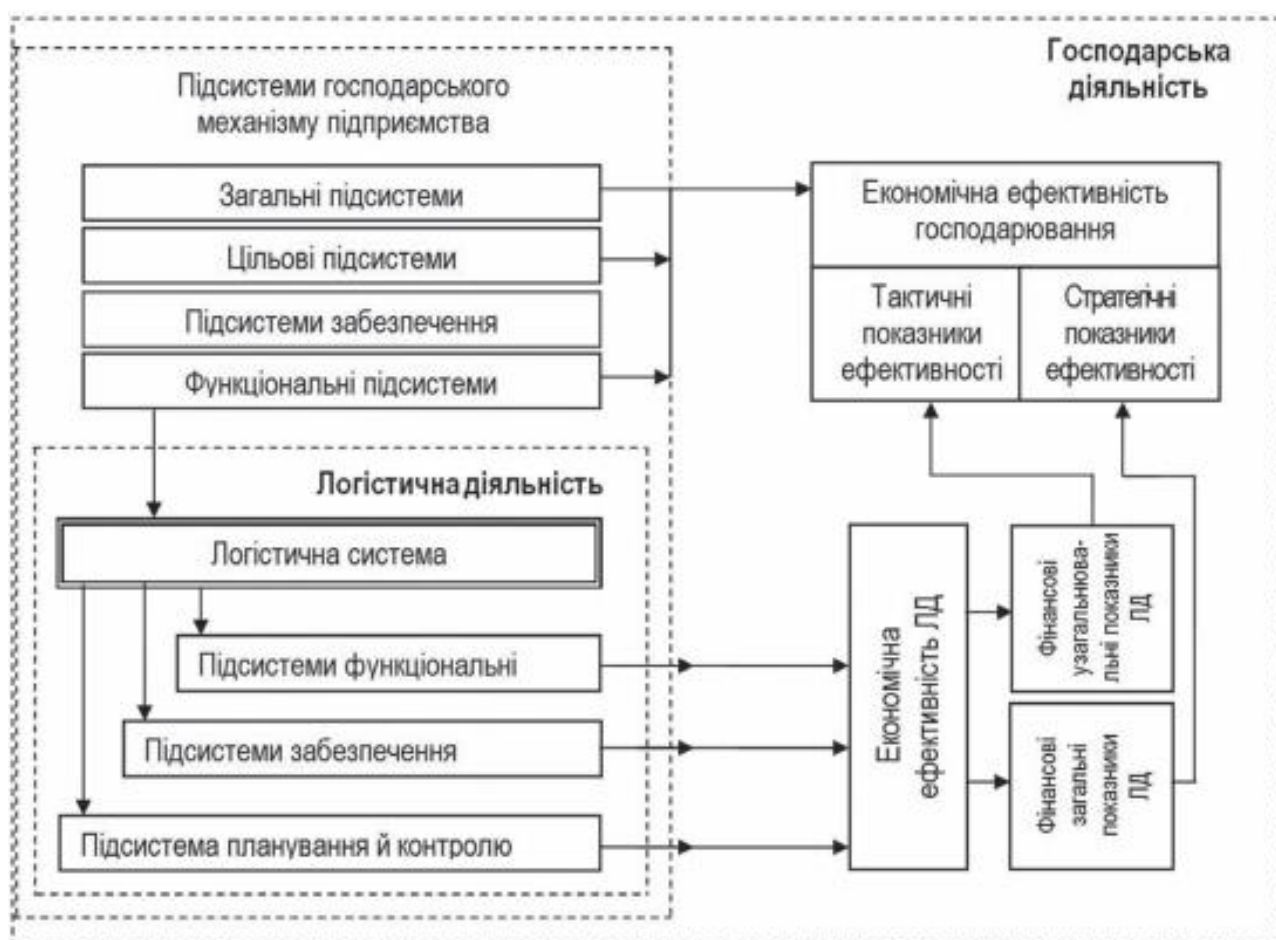 Господарська
діяльність
Підсистеми господарського
механізму підприємства
Загальні підсистеми
Цільові підсистеми
Підсистеми забезпечення
Функціональні підсистеми
Економічна ефективність
господарювання
Тактичні
показники
ефективності
Стратегічні
показники
ефективності
Логістична діяльність
Логістична система
Підсистеми функціональні
Підсистеми забезпечення
Підсистема планування й контролю
Економічна
ефективність ЛД
Фінансові
узагальнюва-
льні показники
ЛД
Фінансові
загальні
показники
ЛД